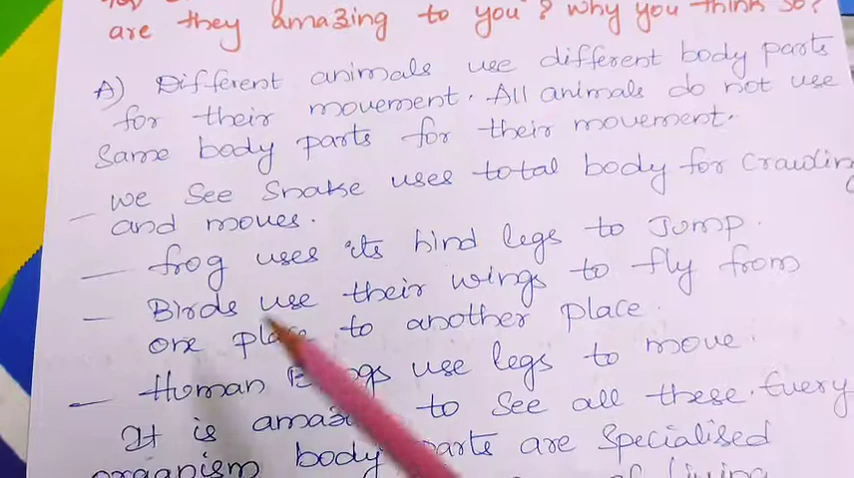 are they amazing to you? Why you think so?
A) Different animals use different body parts
for their movement. All animals do not use
same body parts for their movement.
- we see Snake uses total body for
and moves.
- frog uses its hind legs to Jump.
- Birds use their wings to fly from
one place to another place.
- Human use legs to move.
It is to see all these. Every
organism body parts are specialised
of living